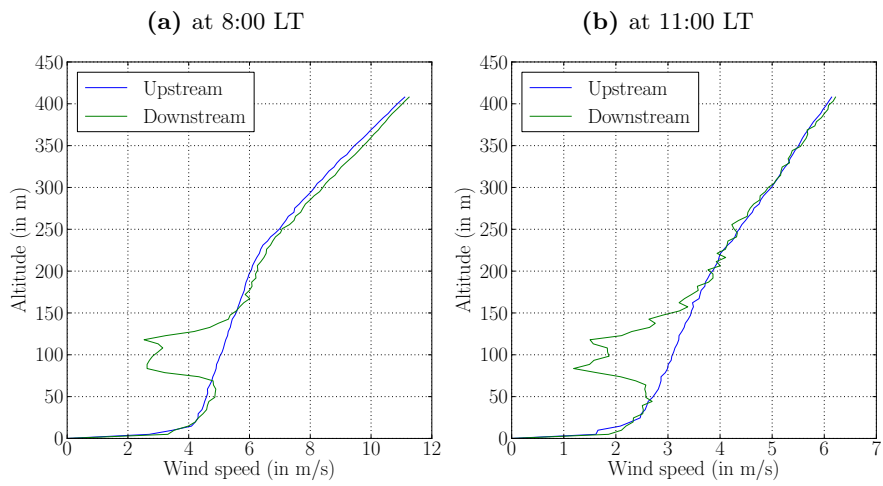 (a) at 8:00 LT
(b) at 11:00 LT
450
400
350
300
250
200
150
100
50
0
Altitude (in m)
Upstream
Downstream
0 2 4 6 8 10 12
Wind speed (in m/s)
450
400
350
300
250
200
150
100
50
0
Altitude (in m)
Upstream
Downstream
0 1 2 3 4 5 6 7
Wind speed (in m/s)